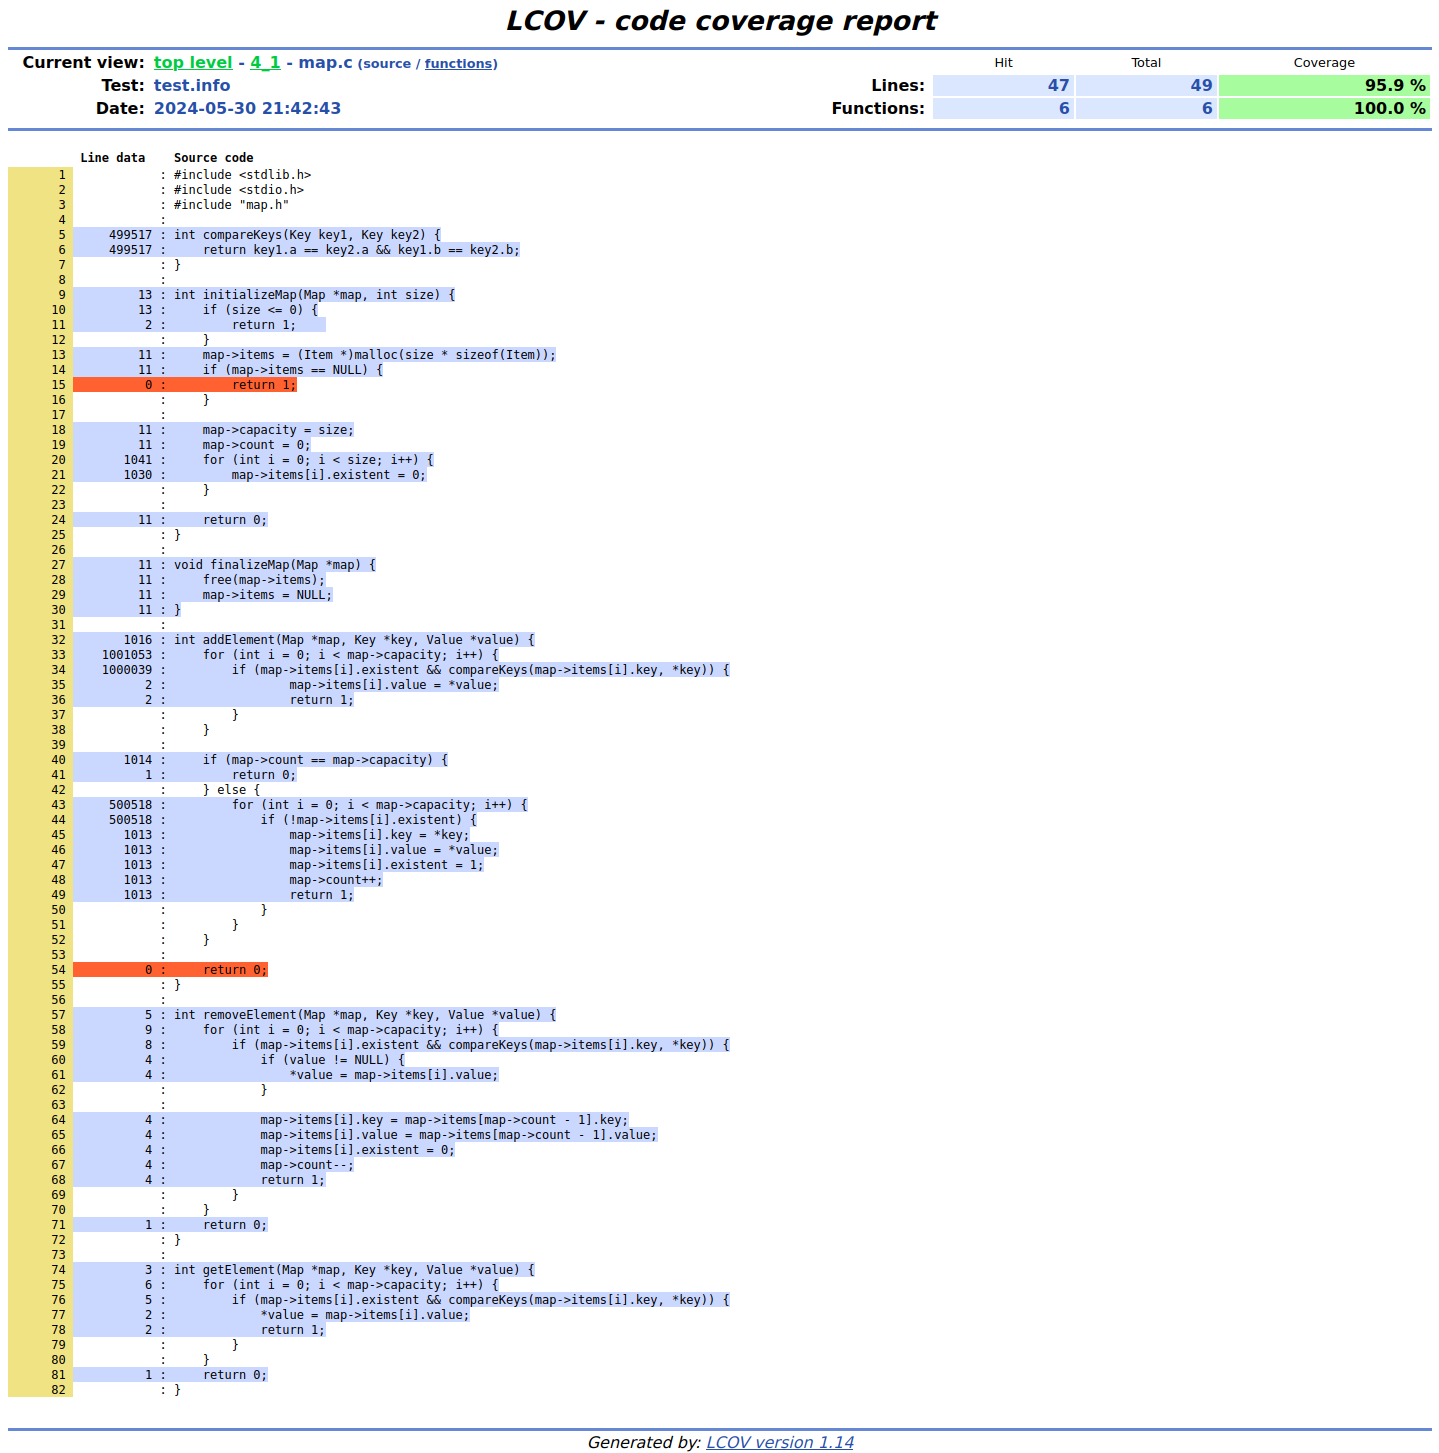 LCOV - code coverage report
Current view: top level - 4_1 - map.c (source / functions) Hit Total Coverage
Test: test.info Lines: 47 49 95.9 %
Date: 2024-05-30 21:42:43 Functions: 6 6 100.0 %
Line data Source code
1 : #include <stdlib.h>
2 : #include <stdio.h>
3 : #include "map.h"
4 :
5 499517 : int compareKeys(Key key1, Key key2) {
6 499517 :     return key1.a == key2.a && key1.b == key2.b;
7 : }
8 :
9 13 : int initializeMap(Map *map, int size) {
10 13 :     if (size <= 0) {
11 2 :         return 1;
12 :     }
13 11 :     map->items = (Item *)malloc(size * sizeof(Item));
14 11 :     if (map->items == NULL) {
15 0 :         return 1;
16 :     }
17 :
18 11 :     map->capacity = size;
19 11 :     map->count = 0;
20 1041 :     for (int i = 0; i < size; i++) {
21 1030 :         map->items[i].existent = 0;
22 :     }
23 :
24 11 :     return 0;
25 : }
26 :
27 11 : void finalizeMap(Map *map) {
28 11 :     free(map->items);
29 11 :     map->items = NULL;
30 11 : }
31 :
32 1016 : int addElement(Map *map, Key *key, Value *value) {
33 1001053 :     for (int i = 0; i < map->capacity; i++) {
34 1000039 :         if (map->items[i].existent && compareKeys(map->items[i].key, *key)) {
35 2 :                 map->items[i].value = *value;
36 2 :                 return 1;
37 :         }
38 :     }
39 :
40 1014 :     if (map->count == map->capacity) {
41 1 :         return 0;
42 :     } else {
43 500518 :         for (int i = 0; i < map->capacity; i++) {
44 500518 :             if (!map->items[i].existent) {
45 1013 :                 map->items[i].key = *key;
46 1013 :                 map->items[i].value = *value;
47 1013 :                 map->items[i].existent = 1;
48 1013 :                 map->count++;
49 1013 :                 return 1;
50 :             }
51 :         }
52 :     }
53 :
54 0 :     return 0;
55 : }
56 :
57 5 : int removeElement(Map *map, Key *key, Value *value) {
58 9 :     for (int i = 0; i < map->capacity; i++) {
59 8 :         if (map->items[i].existent && compareKeys(map->items[i].key, *key)) {
60 4 :             if (value != NULL) {
61 4 :                 *value = map->items[i].value;
62 :             }
63 :
64 4 :             map->items[i].key = map->items[map->count - 1].key;
65 4 :             map->items[i].value = map->items[map->count - 1].value;
66 4 :             map->items[i].existent = 0;
67 4 :             map->count--;
68 4 :             return 1;
69 :         }
70 :     }
71 1 :     return 0;
72 : }
73 :
74 3 : int getElement(Map *map, Key *key, Value *value) {
75 6 :     for (int i = 0; i < map->capacity; i++) {
76 5 :         if (map->items[i].existent && compareKeys(map->items[i].key, *key)) {
77 2 :             *value = map->items[i].value;
78 2 :             return 1;
79 :         }
80 :     }
81 1 :     return 0;
82 : }
Generated by: LCOV version 1.14